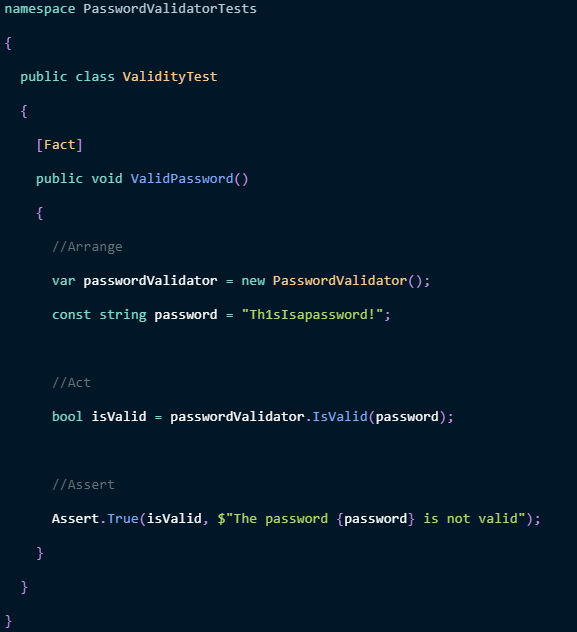 namespace PasswordValidatorTests
{
  public class ValidityTest
  {
    [Fact]
    public void ValidPassword()
    {
      //Arrange
      var passwordValidator = new PasswordValidator();
      const string password = "Th1sIsapassword!";
      //Act
      bool isValid = passwordValidator.IsValid(password);
      //Assert
      Assert.True(isValid, $"The password {password} is not valid");
    }
  }
}